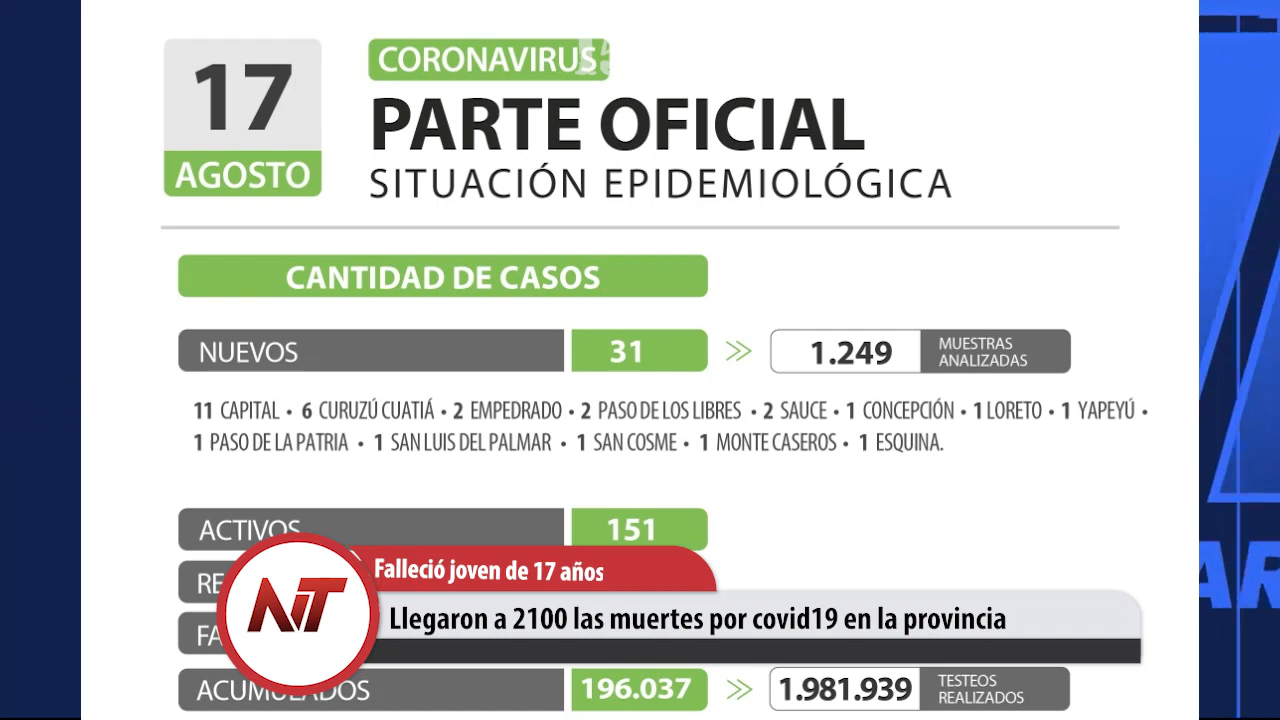 17
AGOSTO
CORONAVIRUS
PARTE OFICIAL
SITUACIÓN EPIDEMIOLÓGICA
CANTIDAD DE CASOS
NUEVOS 31 1.249 MUESTRAS ANALIZADAS
11 CAPITAL • 6 CURUZÚ CUATIÁ • 2 EMPEDRADO • 2 PASO DE LOS LIBRES • 2 SAUCE • 1 CONCEPCIÓN • 1 LORETO • 1 YAPEYÚ •
1 PASO DE LA PATRIA • 1 SAN LUIS DEL PALMAR • 1 SAN COSME • 1 MONTE CASEROS • 1 ESQUINA.
ACTIVOS 151
Falleció joven de 17 años
NT
Llegaron a 2100 las muertes por covid19 en la provincia
ACUMULADOS 196.037 1.981.939 TESTEOS REALIZADOS